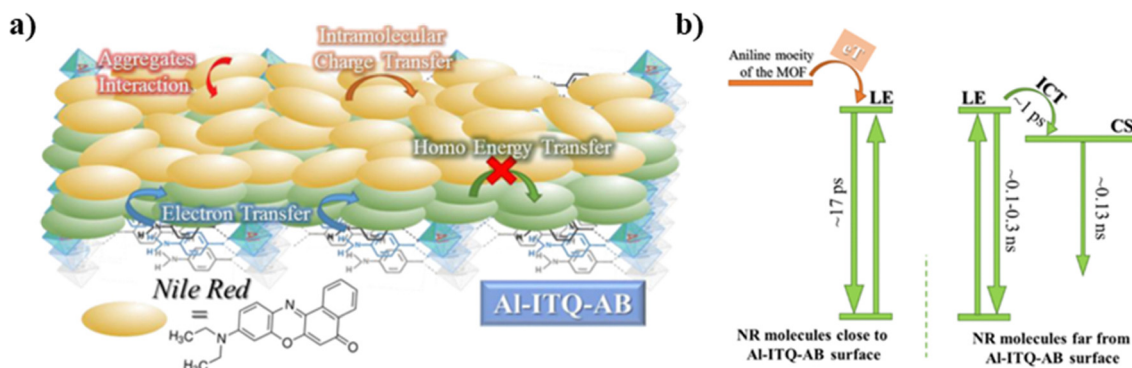 a)
Aggregates
Interaction
Intramolecular
Charge Transfer
Homo Energy Transfer
Electron Transfer
Nile Red
=
Al-ITQ-AB
H₃C
N
N
O
O
H₃C
b)
Aniline moeity
of the MOF
eT
LE
~17 ps
NR molecules close to
Al-ITQ-AB surface
LE
ICT
~1 ps
CS
~0.1-0.3 ns
~0.13 ns
NR molecules far from
Al-ITQ-AB surface